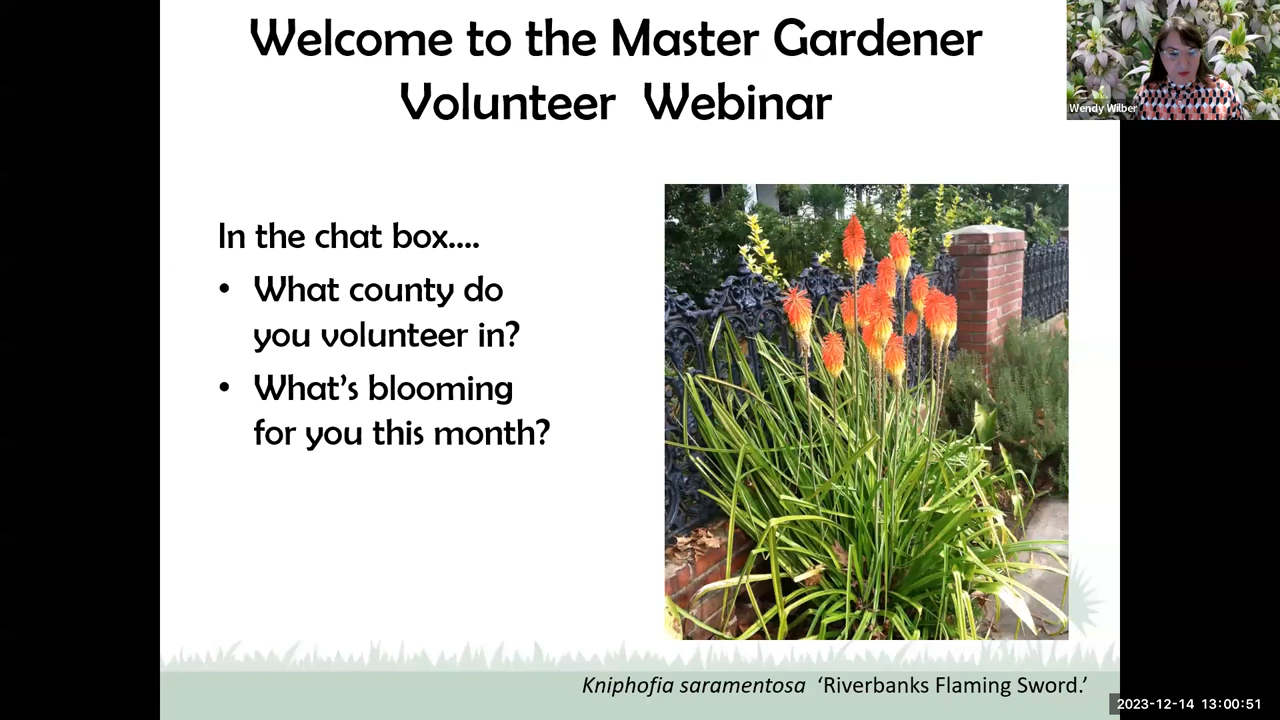 Welcome to the Master Gardener
Volunteer Webinar
Wendy Wilber
In the chat box....
• What county do
you volunteer in?
• What's blooming
for you this month?
Kniphofia saramentosa 'Riverbanks Flaming Sword.'
2023-12-14 13:00:51